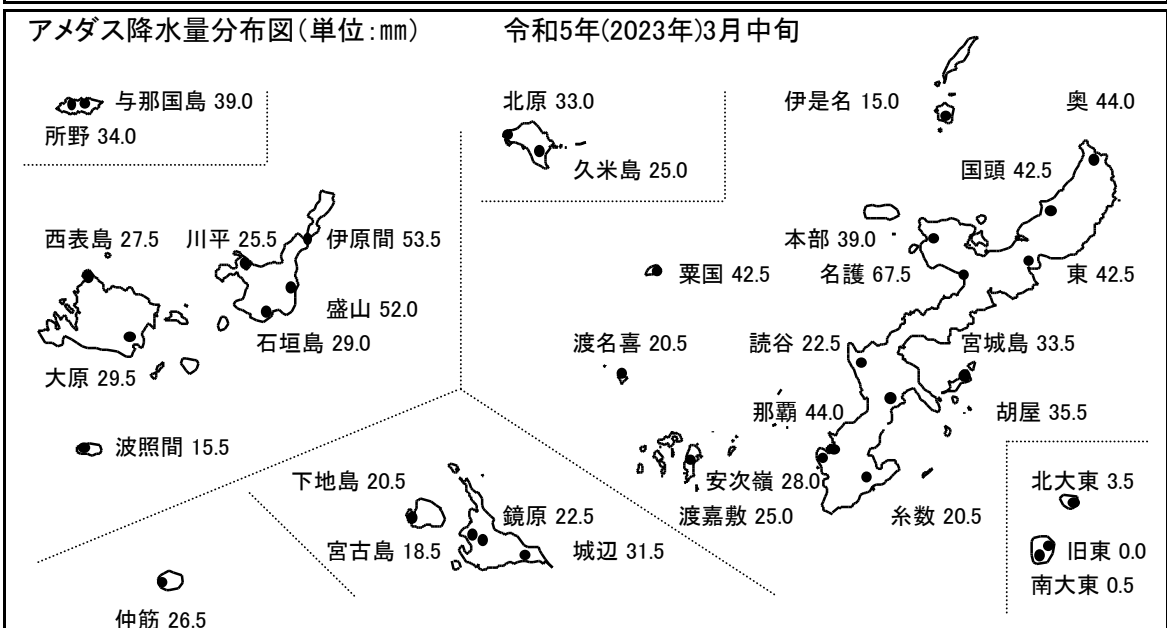 アメダス降水量分布図(単位:㎜) 令和5年(2023年)3月中旬
与那国島 39.0
所野 34.0
北原 33.0
久米島 25.0
伊是名 15.0
奥 44.0
国頭 42.5
西表島 27.5
川平 25.5
伊原間 53.5
盛山 52.0
石垣島 29.0
大原 29.5
波照間 15.5
本部 39.0
名護 67.5
東 42.5
粟国 42.5
渡名喜 20.5
読谷 22.5
宮城島 33.5
那覇 44.0
胡屋 35.5
安次嶺 28.0
渡嘉敷 25.0
糸数 20.5
北大東 3.5
旧東 0.0
南大東 0.5
下地島 20.5
鏡原 22.5
宮古島 18.5
城辺 31.5
仲筋 26.5